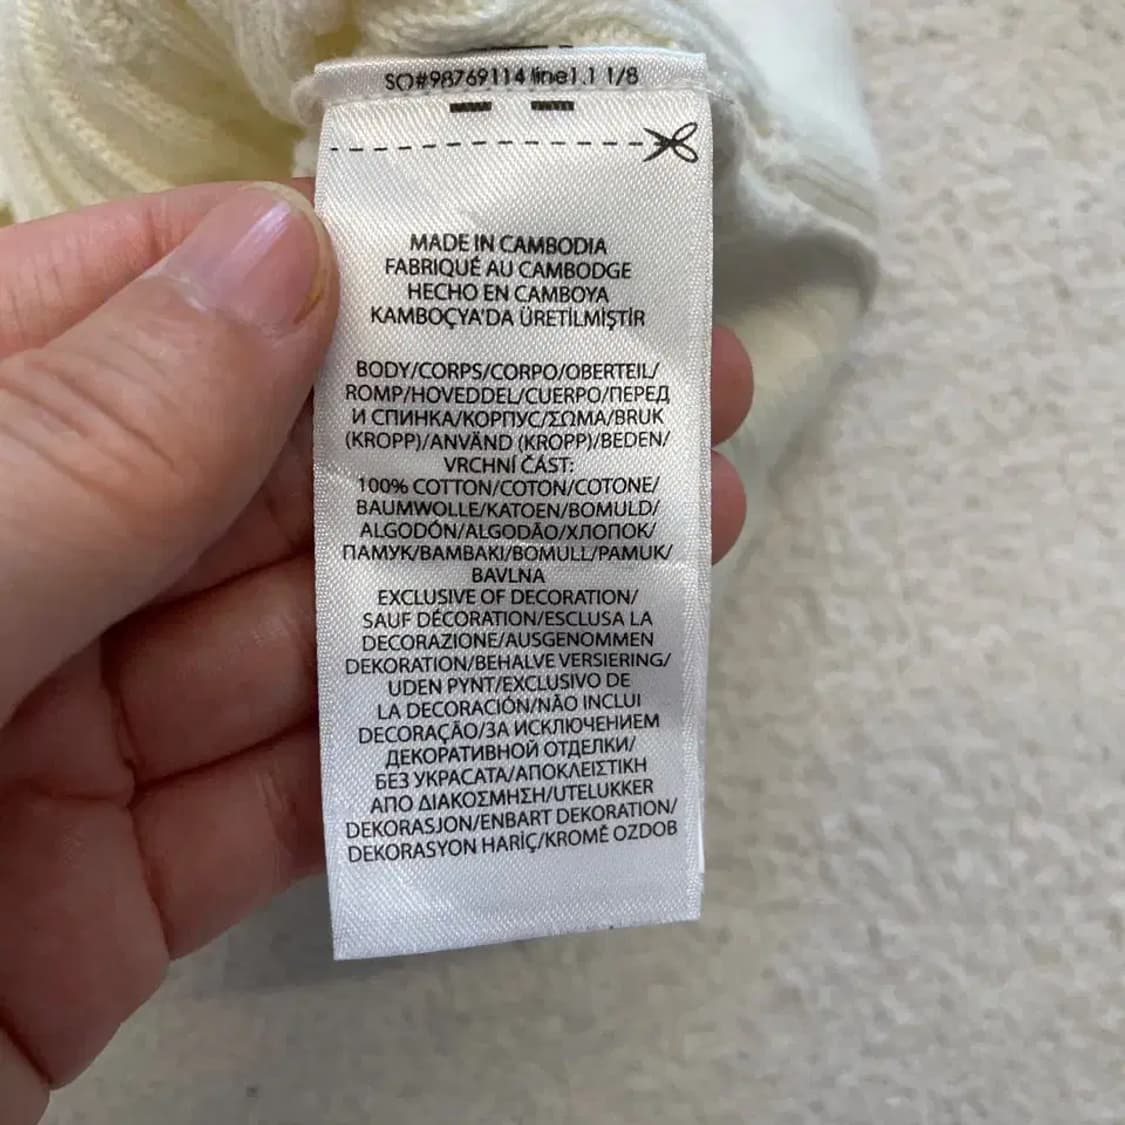 SO#98769114 line1.1 1/8
MADE IN CAMBODIA
FABRIQUÉ AU CAMBODGE
HECHO EN CAMBOYA
KAMBOÇYA'DA ÜRETİLMİŞTİR
BODY/CORPS/CORPO/OBERTEIL/
ROMP/HOVEDDEL/CUERPO/ПЕРЕД
И СПИНКА/КОРПУС/ΣΩΜΑ/BRUK
(KROPP)/ANVÄND (KROPP)/BEDEN/
VRCHNÍ ČÁST:
100% COTTON/COTON/COTONE/
BAUMWOLLE/KATOEN/BOMULD/
ALGODÓN/ALGODÃO/ХЛОПОК/
ПАМУК/ΒΑΜΒΑΚΙ/BOMULL/PAMUK/
BAVLNA
EXCLUSIVE OF DECORATION/
SAUF DÉCORATION/ESCLUSA LA
DECORAZIONE/AUSGENOMMEN
DEKORATION/BEHALVE VERSIERING/
UDEN PYNT/EXCLUSIVO DE
LA DECORACIÓN/NÃO INCLUI
DECORAÇÃO/ЗА ИСКЛЮЧЕНИЕМ
ДЕКОРАТИВНОЙ ОТДЕЛКИ/
БЕЗ УКРАСАТА/ΑΠΟΚΛΕΙΣΤΙΚΗ
ΑΠΟ ΔΙΑΚΟΣΜΗΣΗ/UTELUKKER
DEKORASJON/ENBART DEKORATION/
DEKORASYON HARİÇ/KROMĚ OZDOB